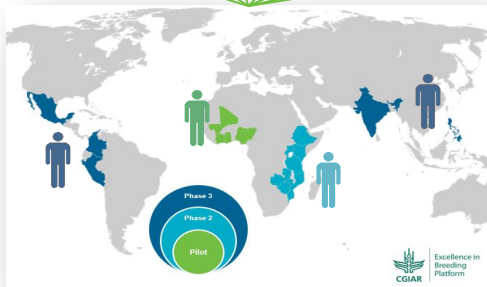 Phase 3
Phase 2
Pilot
CGIAR
Excellence in
Breeding
Platform